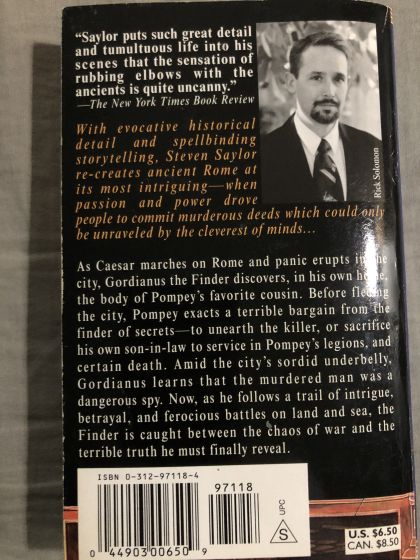 “Saylor puts such great detail
and tumultuous life into his
scenes that the sensation of
rubbing elbows with the
ancients is quite uncanny.”
—The New York Times Book Review
Rick Solomon
With evocative historical
detail and spellbinding
storytelling, Steven Saylor
re-creates ancient Rome at
its most intriguing—when
passion and power drove
people to commit murderous deeds which could only
be unraveled by the cleverest of minds...
As Caesar marches on Rome and panic erupts in the
city, Gordianus the Finder discovers, in his own home,
the body of Pompey’s favorite cousin. Before fleeing
the city, Pompey exacts a terrible bargain from the
finder of secrets—to unearth the killer, or sacrifice
his own son-in-law to service in Pompey’s legions, and
certain death. Amid the city’s sordid underbelly,
Gordianus learns that the murdered man was a
dangerous spy. Now, as he follows a trail of intrigue,
betrayal, and ferocious battles on land and sea, the
Finder is caught between the chaos of war and the
terrible truth he must finally reveal.
ISBN 0-312-97118-4
97118
UPC
S
0 44903 00650 9
U.S. $6.50
CAN. $8.50